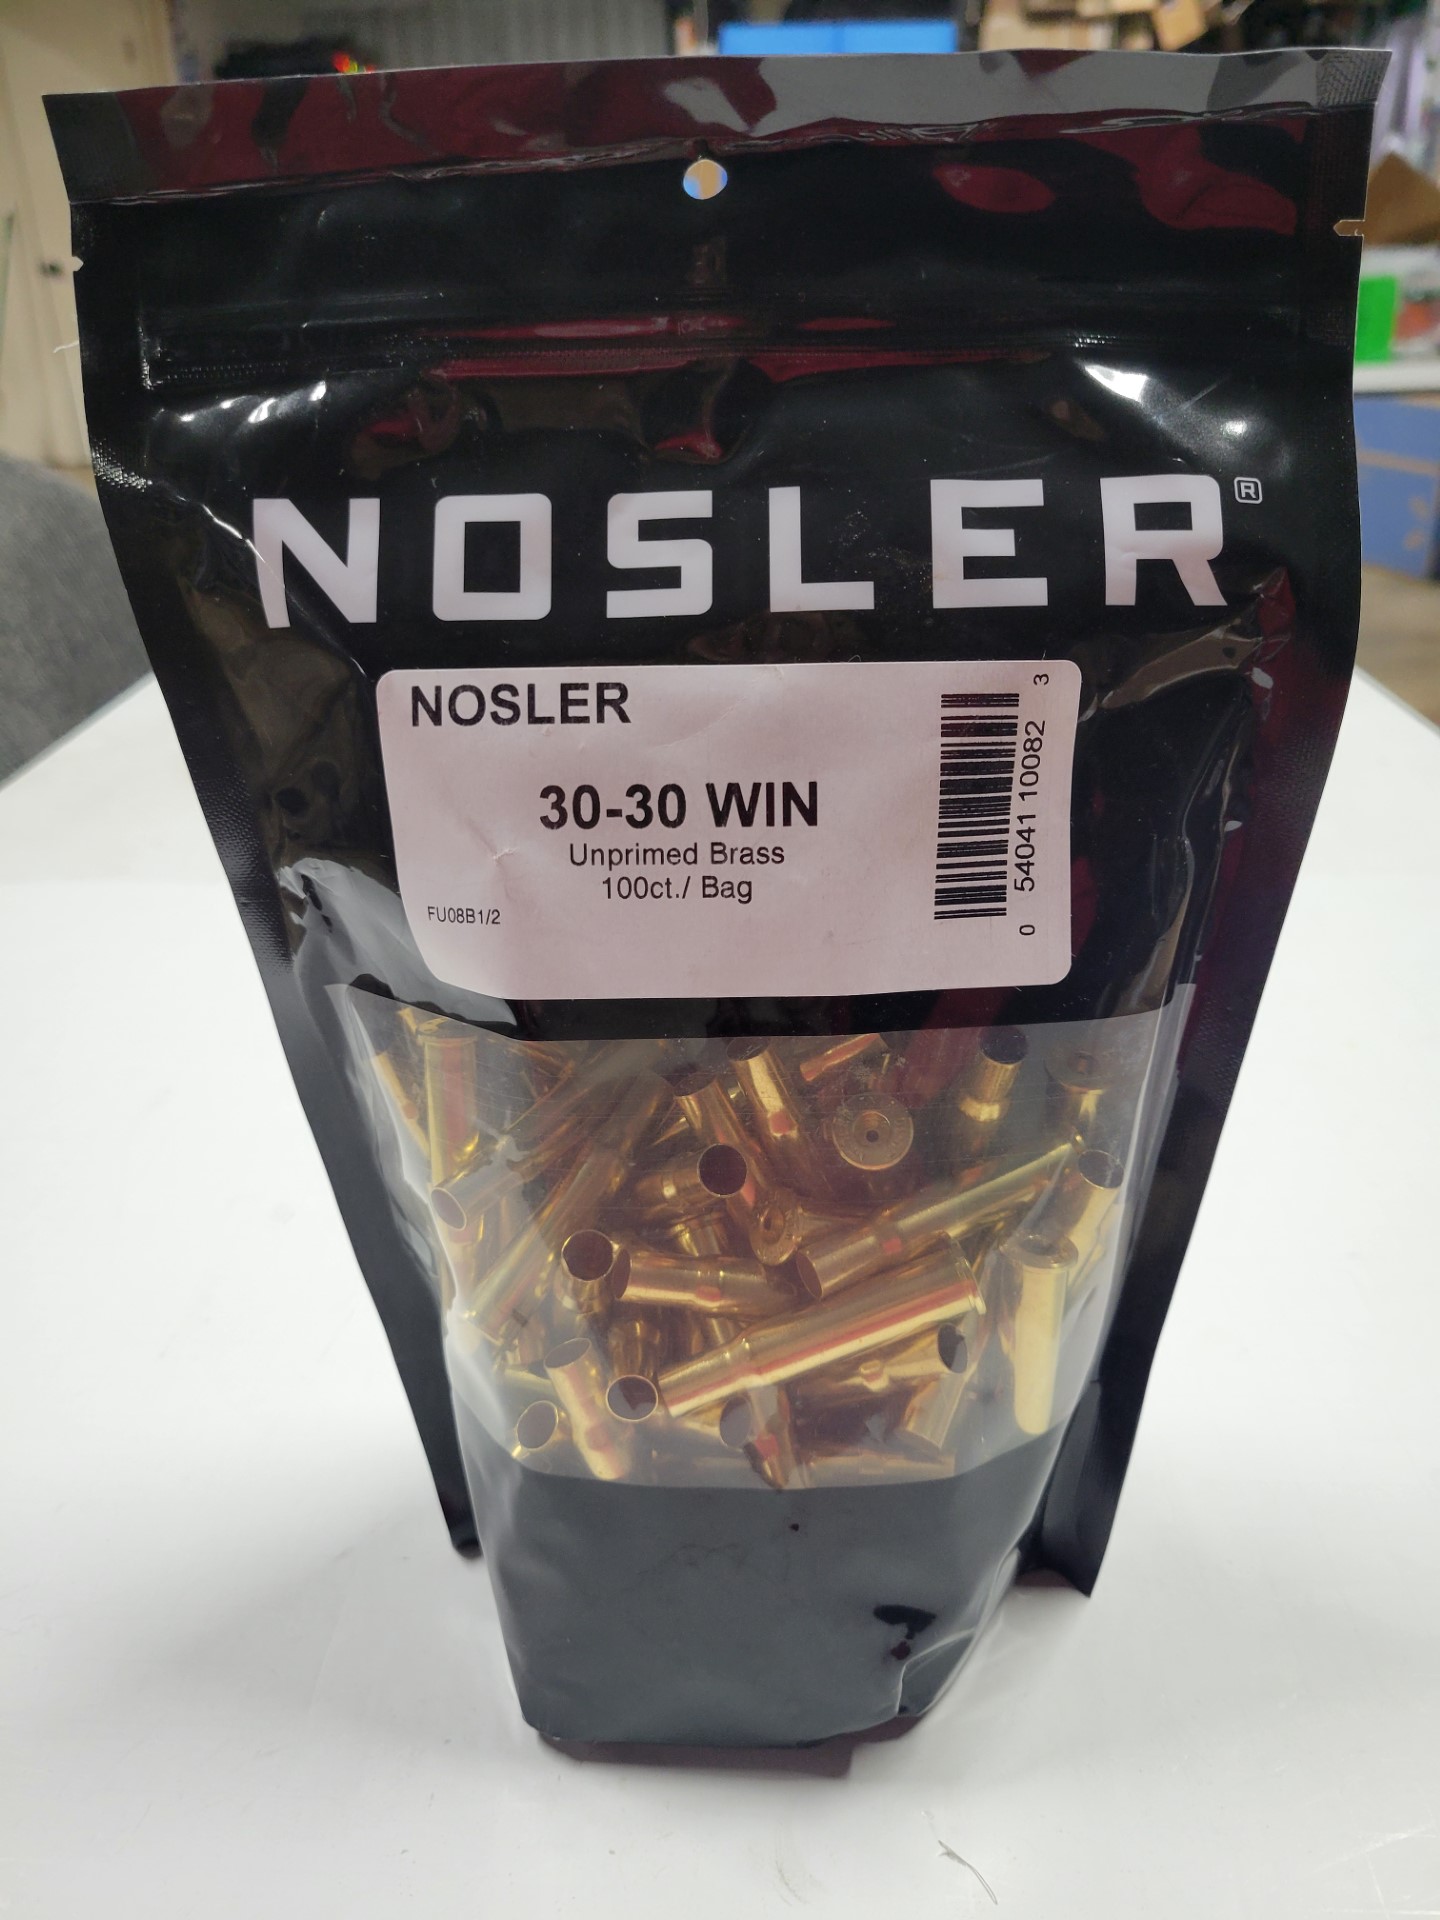 NOSLER®
NOSLER
30-30 WIN
Unprimed Brass
100ct./ Bag
FU08B1/2
0 54041 10082 3